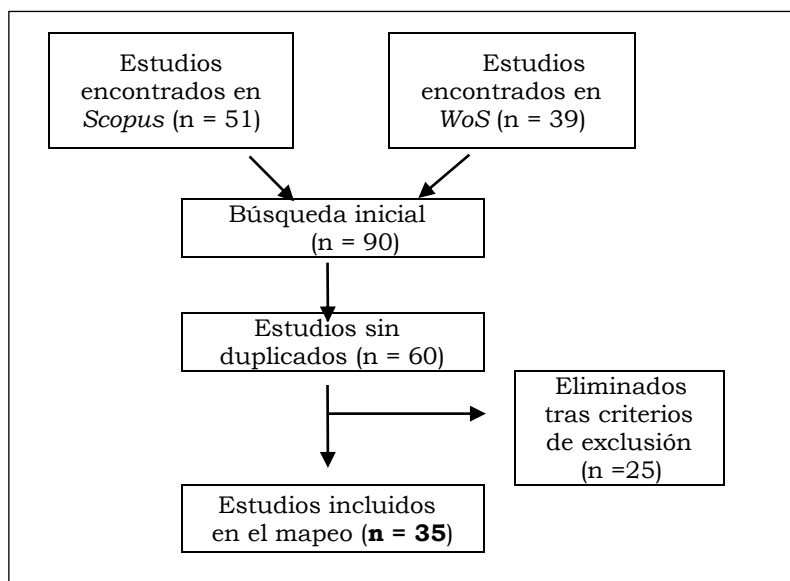 Estudios
encontrados en
Scopus (n = 51)
Estudios
encontrados en
WoS (n = 39)
Búsqueda inicial
(n = 90)
Estudios sin
duplicados (n = 60)
Eliminados
tras criterios
de exclusión
(n =25)
Estudios incluidos
en el mapeo (n = 35)